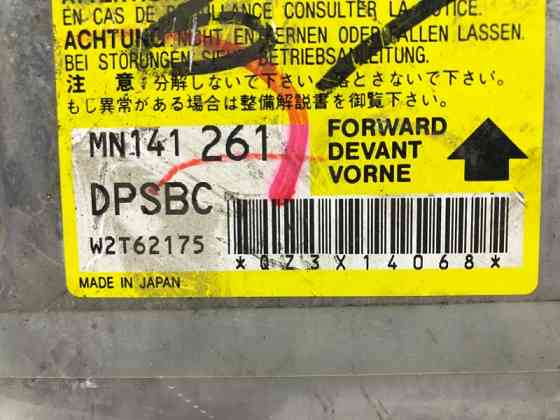 EN CAS DE DEFAILLANCE CONSULTER LA NOTICE.
ACHTUNG: NICHT ENTFERNEN ODER FALLEN LASSEN.
BEI STÖRUNGEN SIEHE BETRIEBSANLEITUNG.
注 意:分解しないで下さい。落とさないで下さい。
もし異常がある場合は整備解説書を御覧下さい。
MN141 261
DPSBC
W2T62175
FORWARD
DEVANT
VORNE
*QZ3X14068*
MADE IN JAPAN